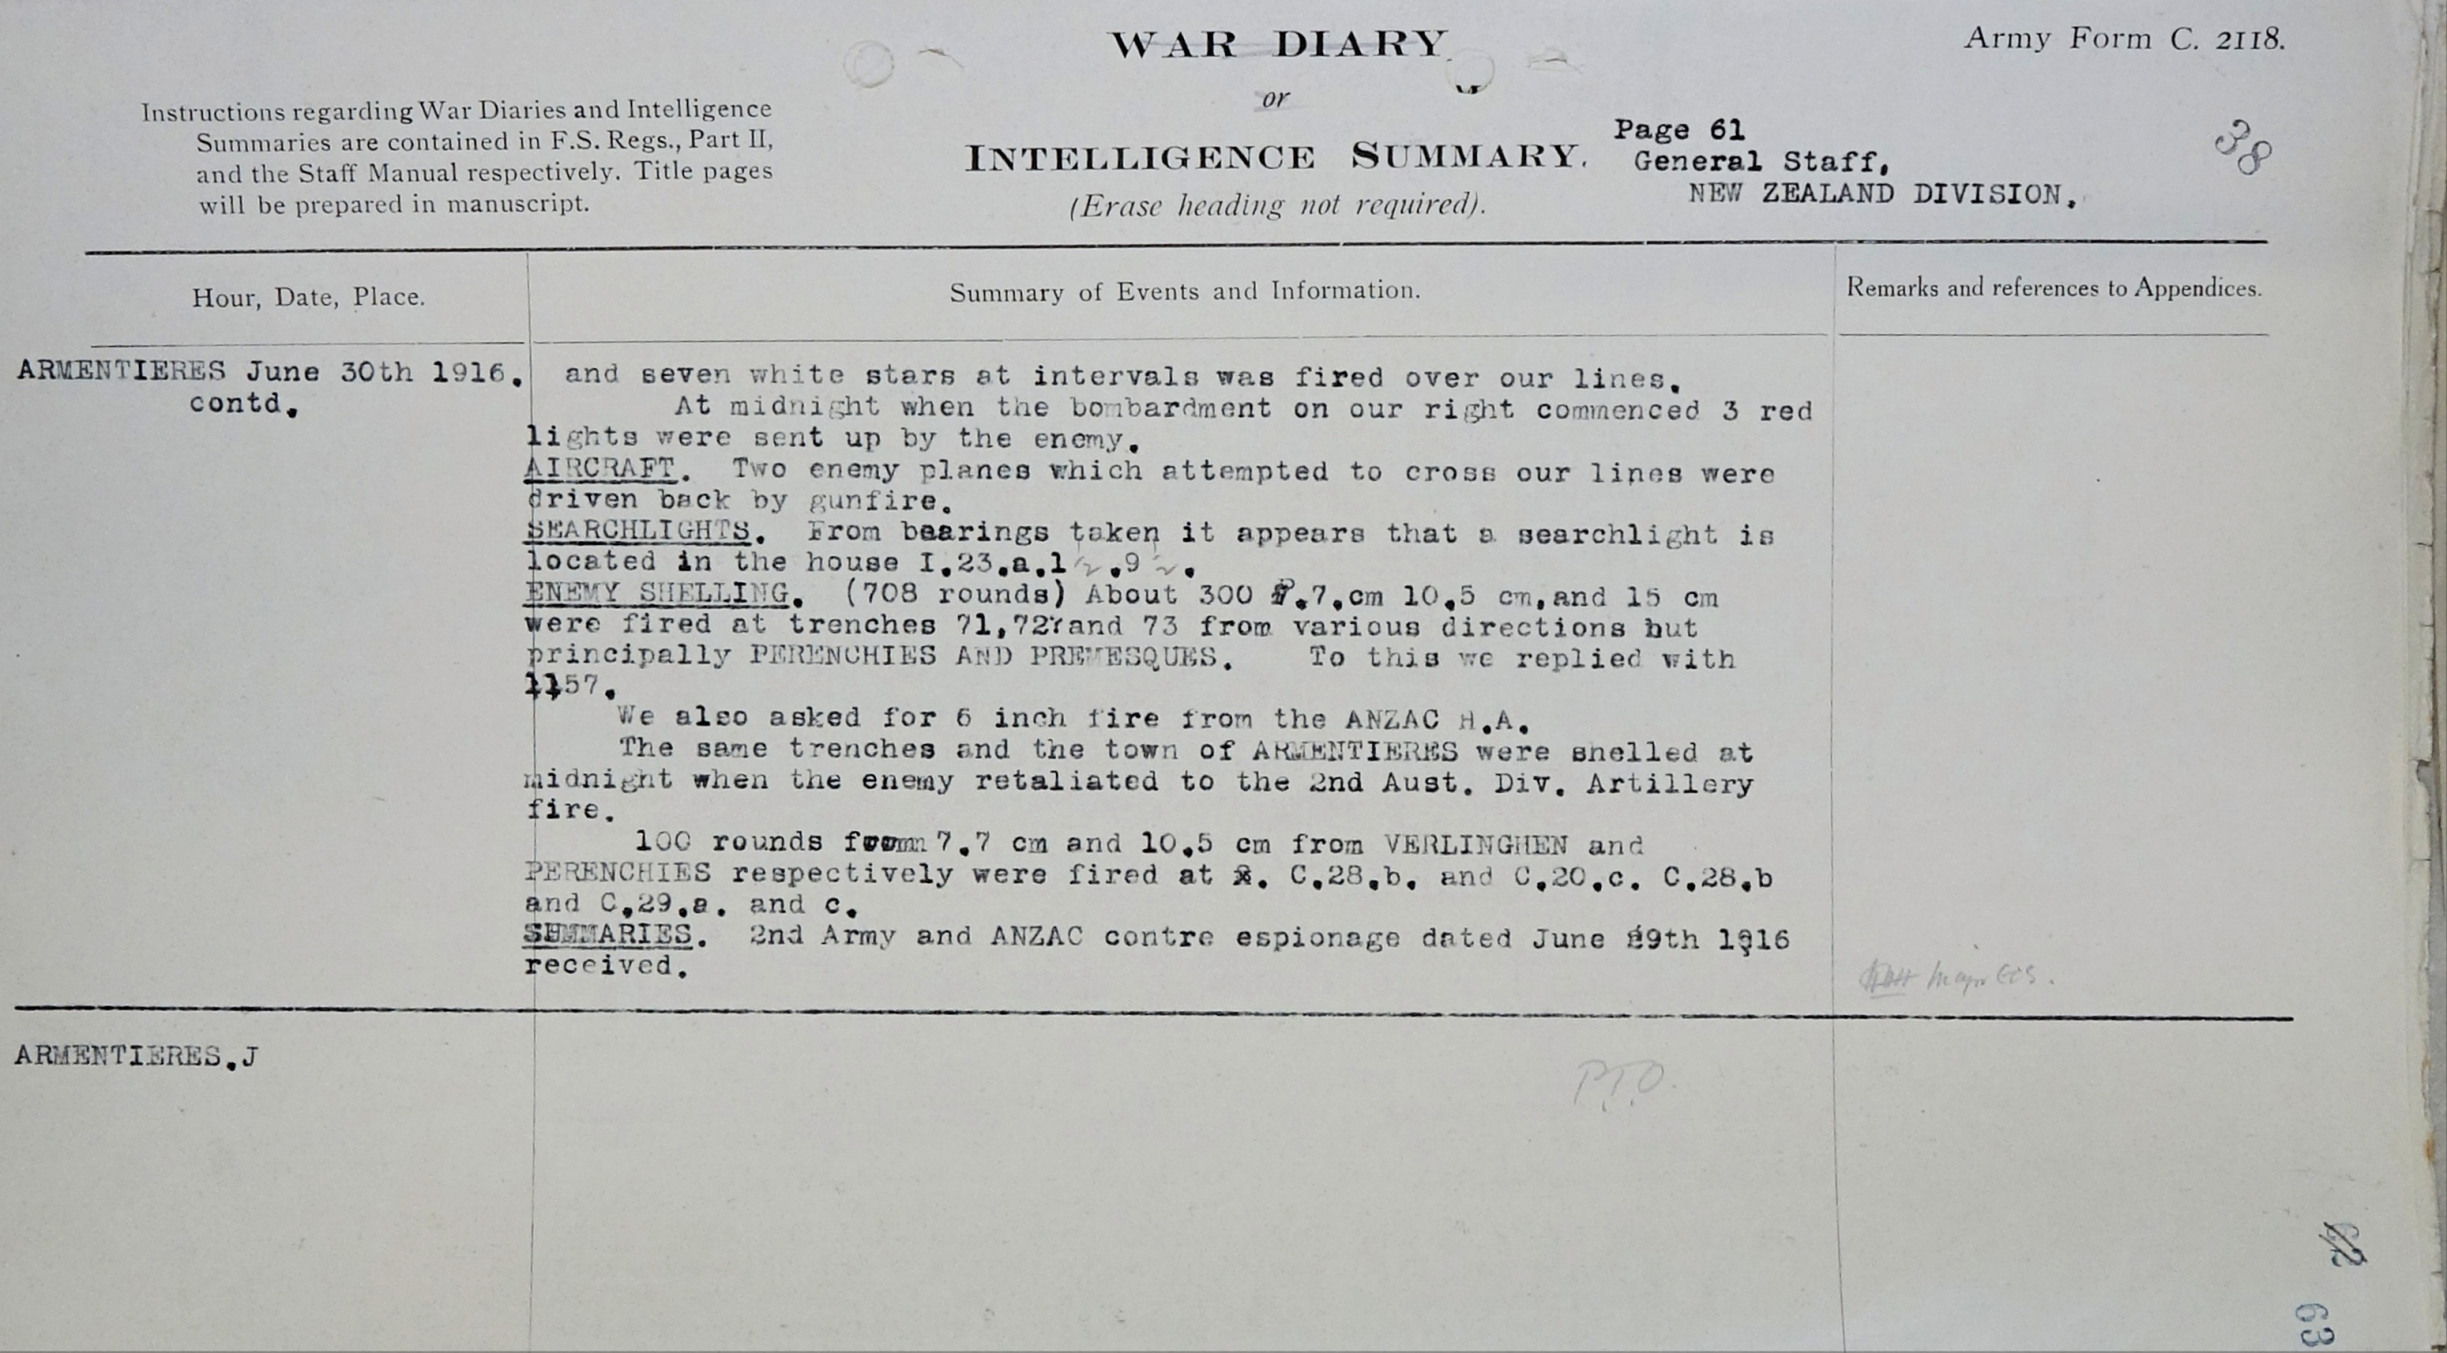 WAR DIARY
or
INTELLIGENCE SUMMARY.
(Erase heading not required).
Army Form C. 2118.
Instructions regarding War Diaries and Intelligence
Summaries are contained in F.S. Regs., Part II,
and the Staff Manual respectively. Title pages
will be prepared in manuscript.
Page 61
General Staff,
NEW ZEALAND DIVISION.
38
Hour, Date, Place.
Summary of Events and Information.
Remarks and references to Appendices.
ARMENTIERES June 30th 1916.
contd.
and seven white stars at intervals was fired over our lines.
At midnight when the bombardment on our right commenced 3 red
lights were sent up by the enemy.
AIRCRAFT. Two enemy planes which attempted to cross our lines were
driven back by gunfire.
SEARCHLIGHTS. From bearings taken it appears that a searchlight is
located in the house I.23.a.1½.9½.
ENEMY SHELLING. (708 rounds) About 300 7.7.cm 10.5 cm.and 15 cm
were fired at trenches 71,72 and 73 from various directions but
principally PERENCHIES AND PREMESQUES. To this we replied with
1157.
We also asked for 6 inch fire from the ANZAC H.A.
The same trenches and the town of ARMENTIERES were shelled at
midnight when the enemy retaliated to the 2nd Aust. Div. Artillery
fire.
100 rounds from 7.7 cm and 10.5 cm from VERLINGHEN and
PERENCHIES respectively were fired at C.28.b. and C.20.c. C.28.b
and C.29.a. and c.
SUMMARIES. 2nd Army and ANZAC contre espionage dated June 29th 1916
received.
Major G.S.
ARMENTIERES.J
P.T.O.
63